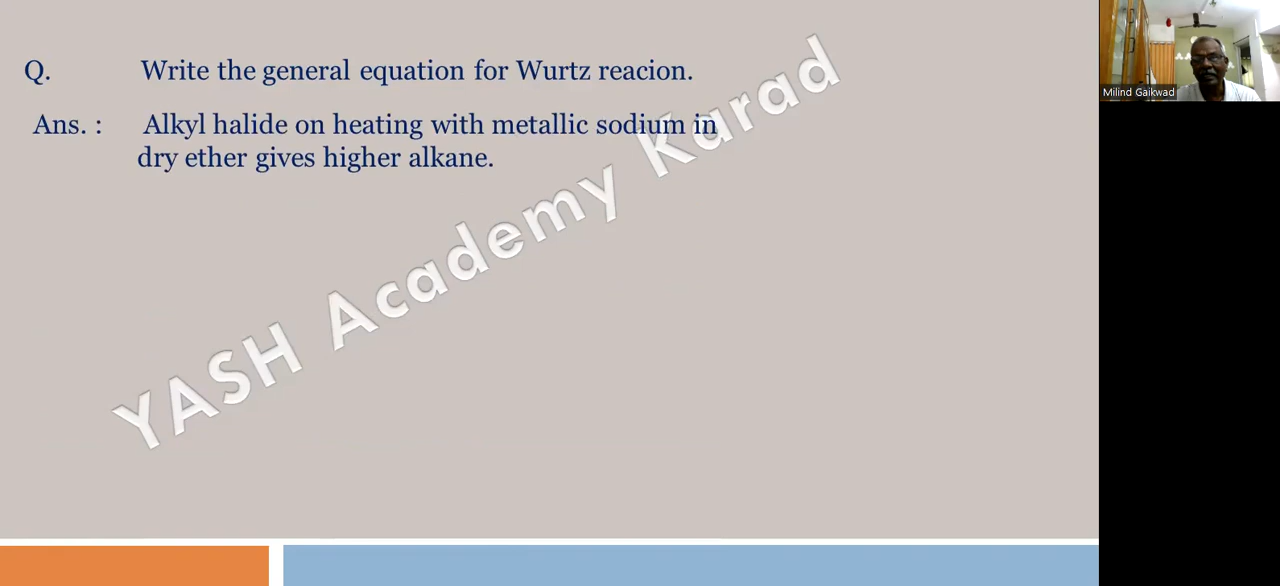 Q. Write the general equation for Wurtz reacion.
Ans. : Alkyl halide on heating with metallic sodium in
dry ether gives higher alkane.
YASH Academy Karad
Milind Gaikwad